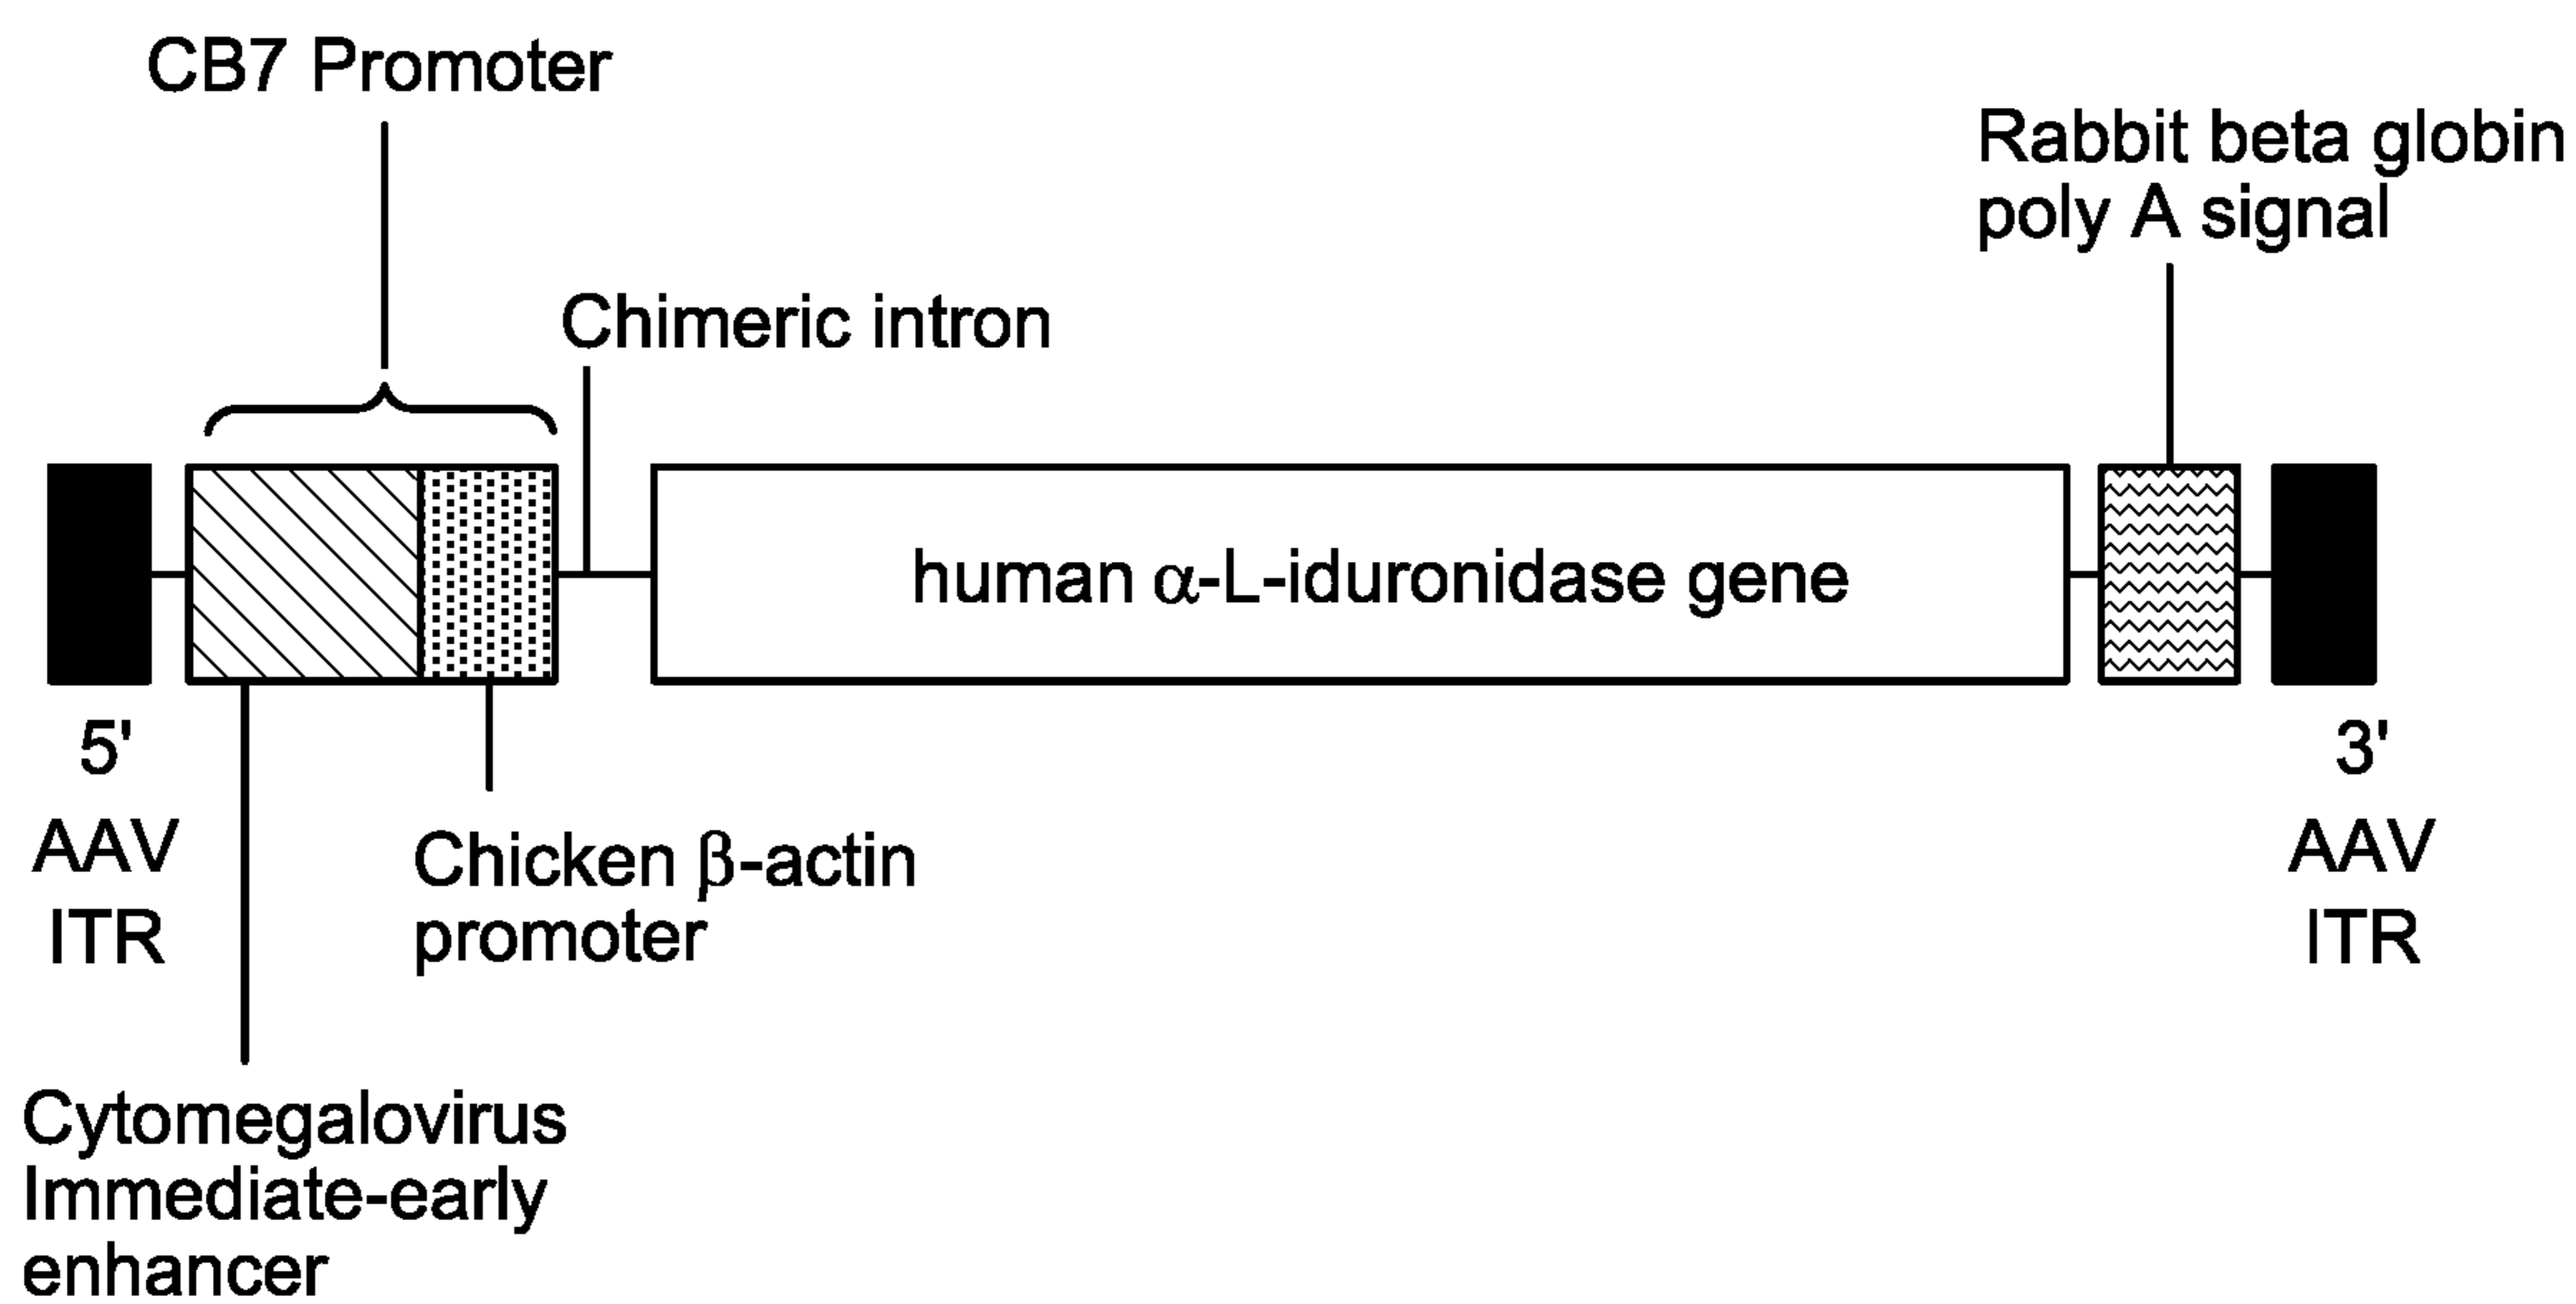 CB7 Promoter
Rabbit beta globin
poly A signal
Chimeric intron
human α-L-iduronidase gene
5'
AAV
ITR
3'
AAV
ITR
Chicken β-actin
promoter
Cytomegalovirus
Immediate-early
enhancer